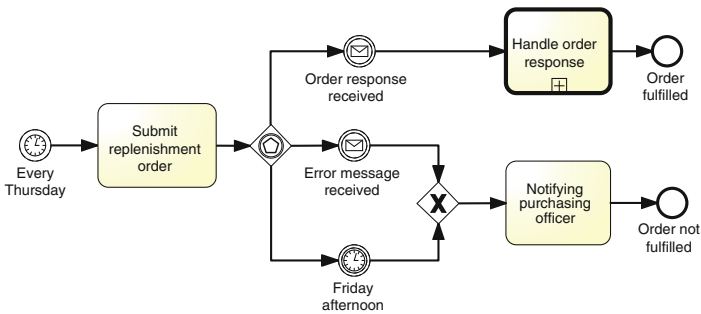 Every
Thursday
Submit
replenishment
order
Order response
received
Handle order
response
Order
fulfilled
Error message
received
Friday
afternoon
Notifying
purchasing
officer
Order not
fulfilled